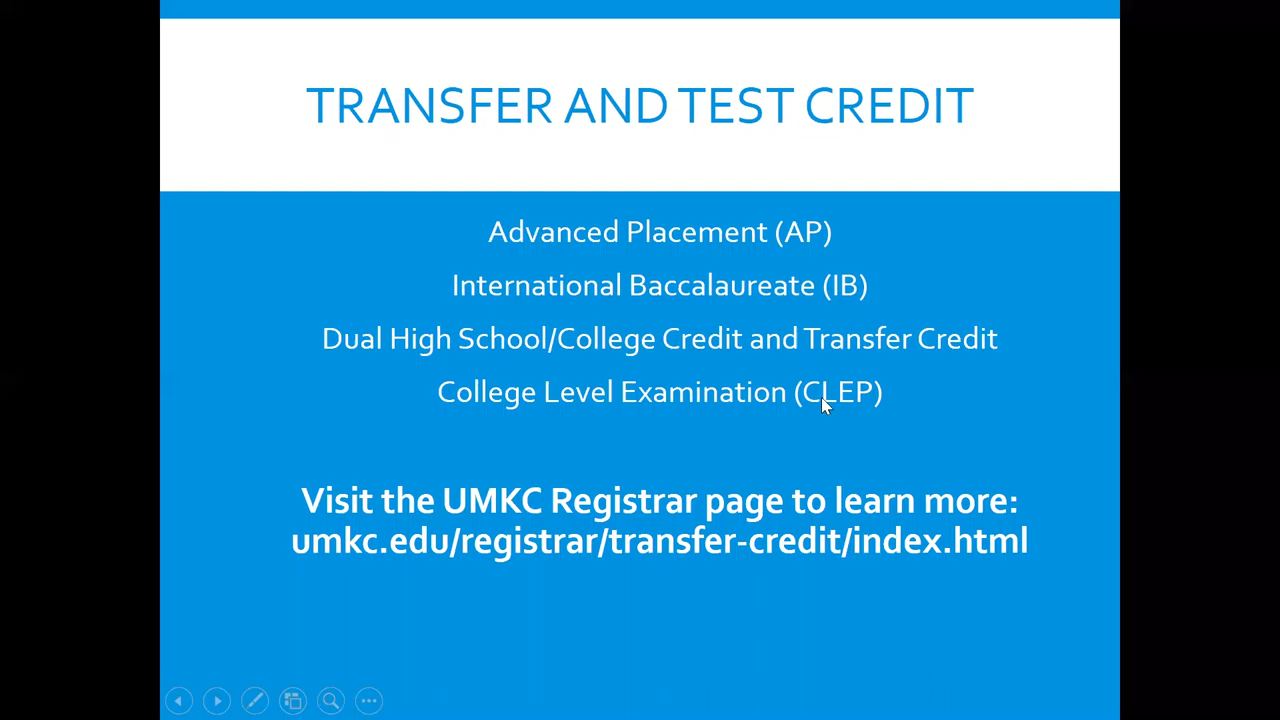 TRANSFER AND TEST CREDIT
Advanced Placement (AP)
International Baccalaureate (IB)
Dual High School/College Credit and Transfer Credit
College Level Examination (CLEP)
Visit the UMKC Registrar page to learn more:
umkc.edu/registrar/transfer-credit/index.html